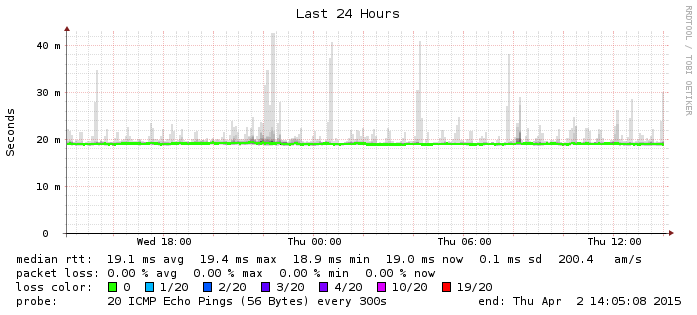 Last 24 Hours
RRDTOOL / TOBI OETIKER
Seconds
40 m
30 m
20 m
10 m
0
Wed 18:00 Thu 00:00 Thu 06:00 Thu 12:00
median rtt: 19.1 ms avg 19.4 ms max 18.9 ms min 19.0 ms now 0.1 ms sd 200.4 am/s
packet loss: 0.00 % avg 0.00 % max 0.00 % min 0.00 % now
loss color: 0 1/20 2/20 3/20 4/20 10/20 19/20
probe: 20 ICMP Echo Pings (56 Bytes) every 300s end: Thu Apr 2 14:05:08 2015